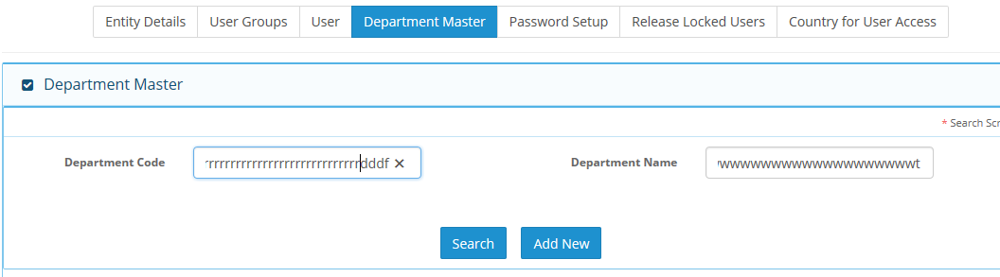 Entity Details User Groups User Department Master Password Setup Release Locked Users Country for User Access
Department Master
* Search Scr
Department Code rrrrrrrrrrrrrrrrrrrrrrrrrrrrrdddf × Department Name wwwwwwwwwwwwwwwwwwwwt
Search Add New